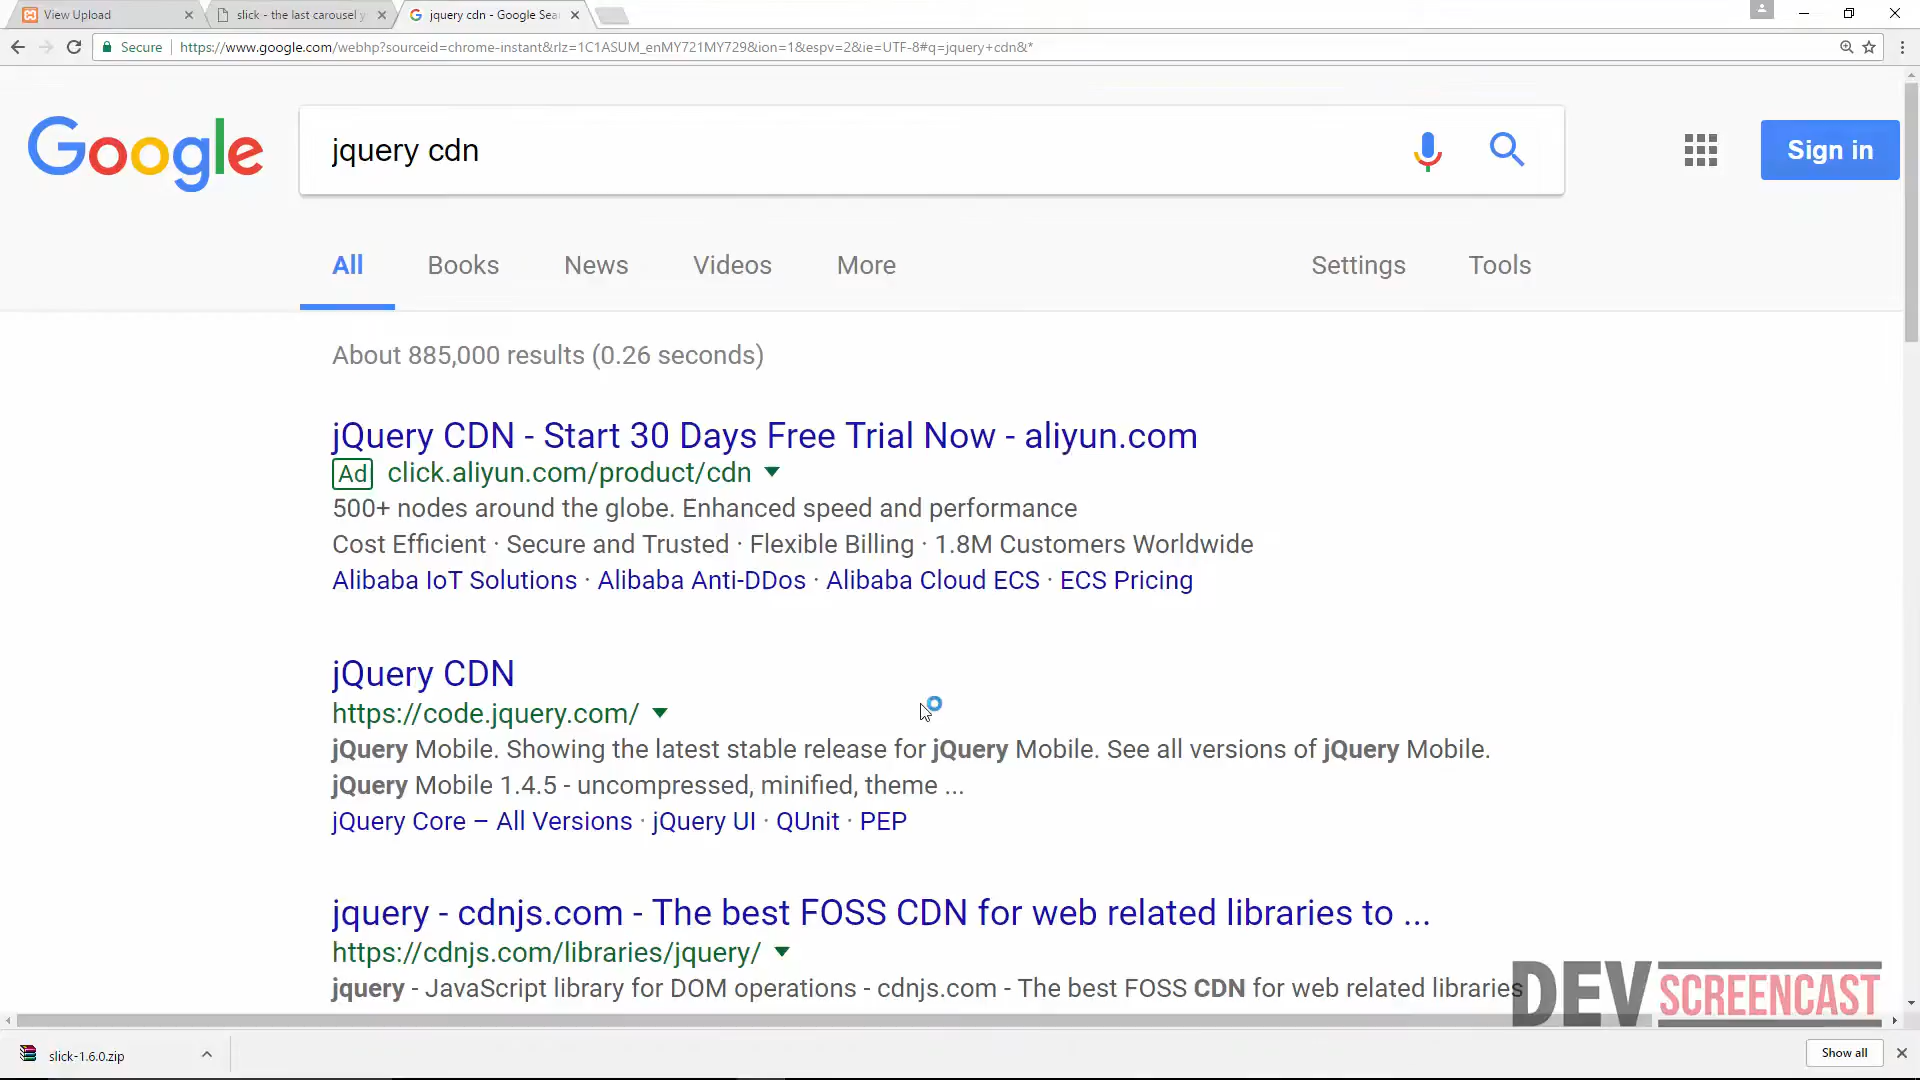 View Upload
slick - the last carousel y
jquery cdn - Google Sea
Secure
https://www.google.com/webhp?sourceid=chrome-instant&rlz=1C1ASUM_enMY721MY729&ion=1&espv=2&ie=UTF-8#q=jquery+cdn&*
Google
jquery cdn
Sign in
All
Books
News
Videos
More
Settings
Tools
About 885,000 results (0.26 seconds)
jQuery CDN - Start 30 Days Free Trial Now - aliyun.com
Ad click.aliyun.com/product/cdn
500+ nodes around the globe. Enhanced speed and performance
Cost Efficient · Secure and Trusted · Flexible Billing · 1.8M Customers Worldwide
Alibaba IoT Solutions · Alibaba Anti-DDos · Alibaba Cloud ECS · ECS Pricing
jQuery CDN
https://code.jquery.com/
jQuery Mobile. Showing the latest stable release for jQuery Mobile. See all versions of jQuery Mobile.
jQuery Mobile 1.4.5 - uncompressed, minified, theme ...
jQuery Core – All Versions · jQuery UI · QUnit · PEP
jquery - cdnjs.com - The best FOSS CDN for web related libraries to ...
https://cdnjs.com/libraries/jquery/
jquery - JavaScript library for DOM operations - cdnjs.com - The best FOSS CDN for web related libraries
DEV SCREENCAST
slick-1.6.0.zip
Show all